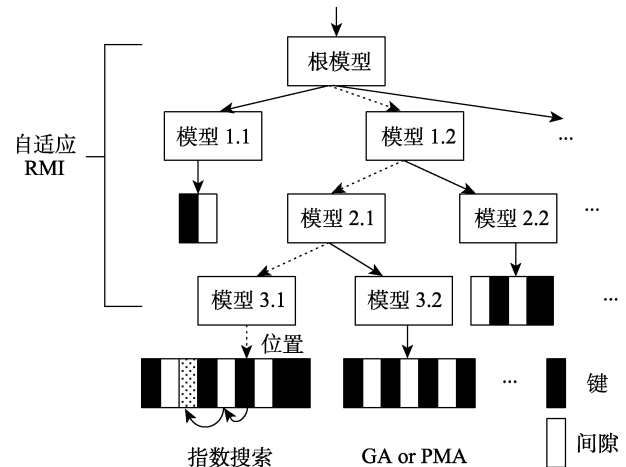 根模型
自适应
RMI
模型 1.1
模型 1.2
...
模型 2.1
模型 2.2
...
模型 3.1
模型 3.2
...
位置
...
键
指数搜索
GA or PMA
间隙